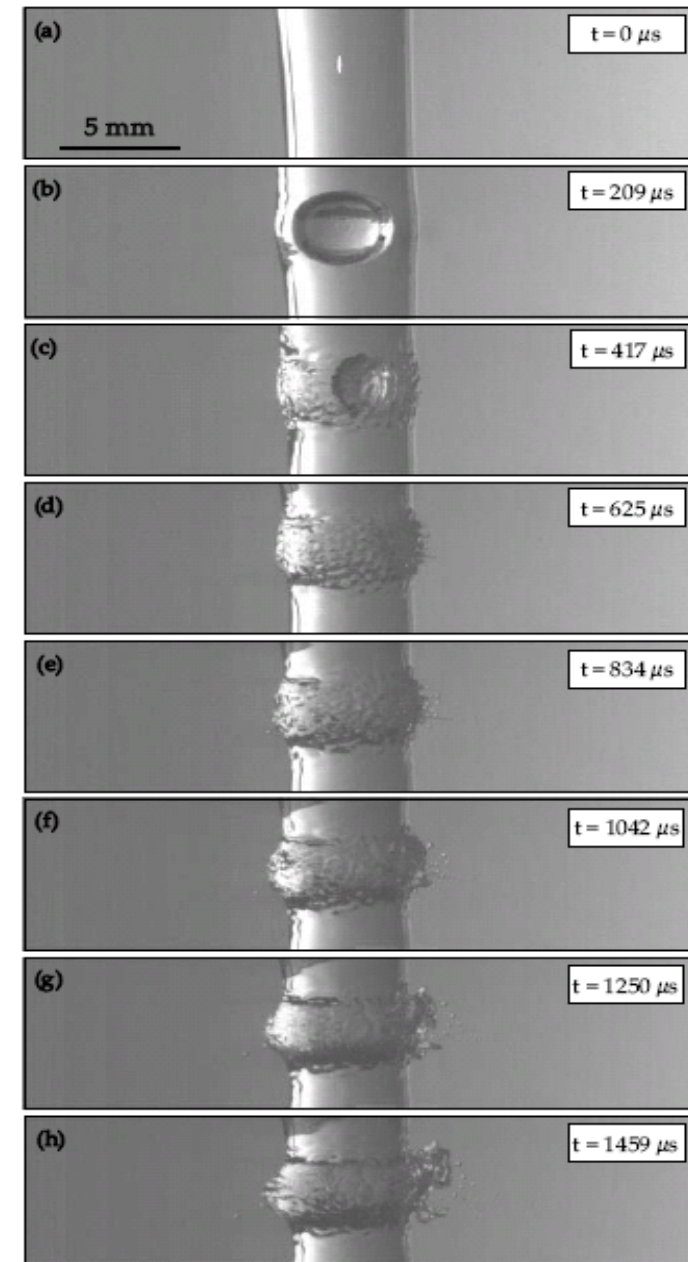 (a)
t = 0 μs
5 mm
(b)
t = 209 μs
(c)
t = 417 μs
(d)
t = 625 μs
(e)
t = 834 μs
(f)
t = 1042 μs
(g)
t = 1250 μs
(h)
t = 1459 μs